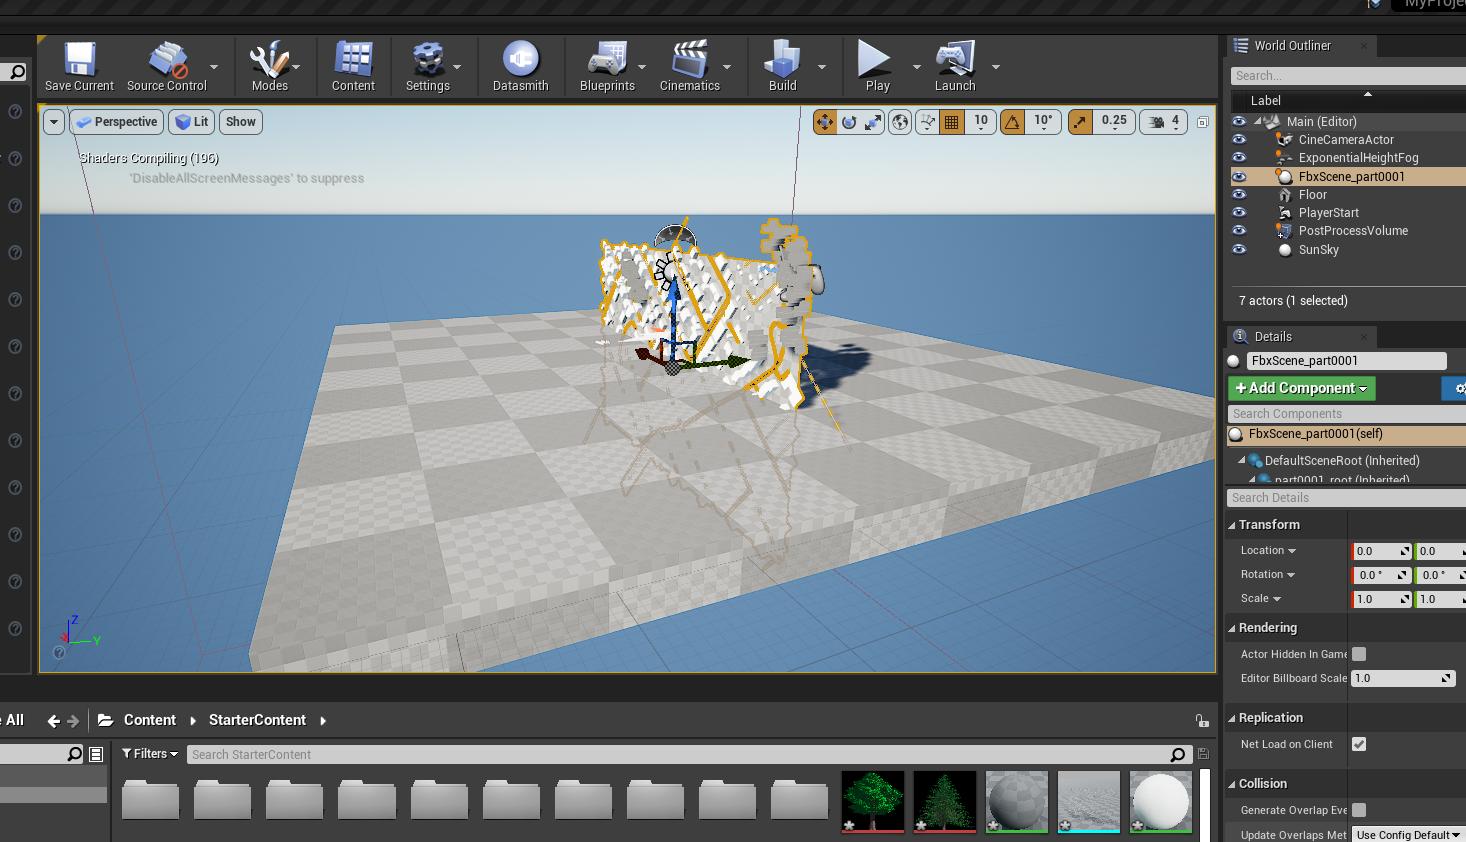 MyProje
Save Current
Source Control
Modes
Content
Settings
Datasmith
Blueprints
Cinematics
Build
Play
Launch
World Outliner
Search...
Label
Main (Editor)
CineCameraActor
ExponentialHeightFog
FbxScene_part0001
Floor
PlayerStart
PostProcessVolume
SunSky
7 actors (1 selected)
Perspective
Lit
Show
10
10°
0.25
4
Shaders Compiling (196)
'DisableAllScreenMessages' to suppress
Z
X
Y
Details
FbxScene_part0001
+Add Component
Search Components
FbxScene_part0001(self)
DefaultSceneRoot (Inherited)
part0001_root (Inherited)
Search Details
Transform
Location 0.0 0.0
Rotation 0.0 ° 0.0 °
Scale 1.0 1.0
Rendering
Actor Hidden In Game
Editor Billboard Scale 1.0
Replication
Net Load on Client
Collision
Generate Overlap Eve
Update Overlaps Met Use Config Default
All
Content
StarterContent
Filters
Search StarterContent